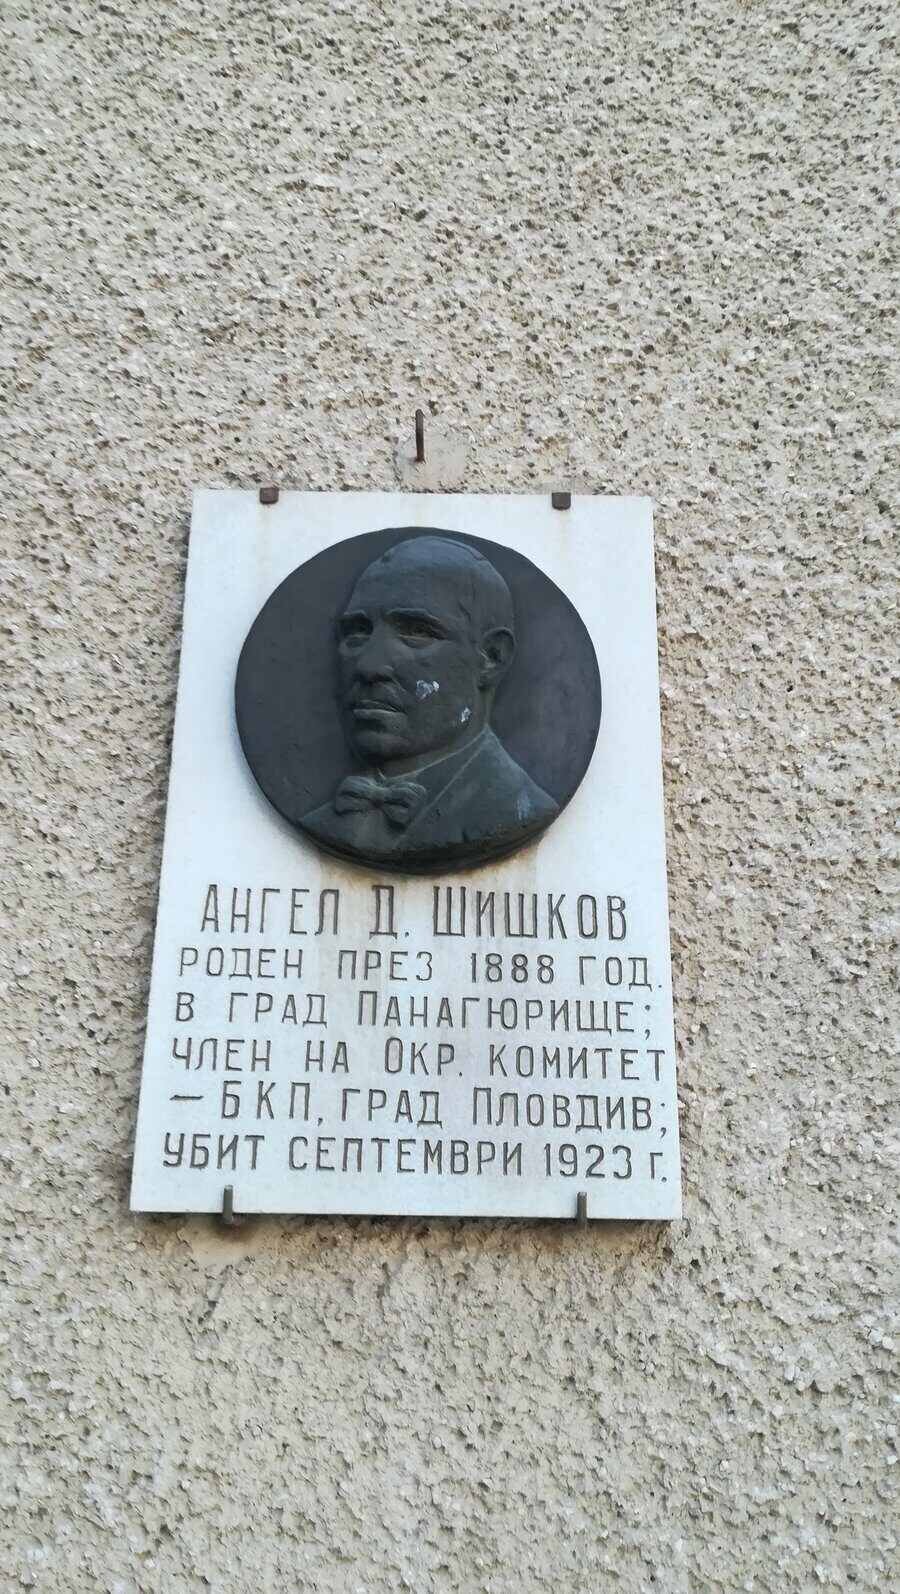 АНГЕЛ Д. ШИШКОВ
РОДЕН ПРЕЗ 1888 ГОД.
В ГРАД ПАНАГЮРИЩЕ;
ЧЛЕН НА ОКР. КОМИТЕТ
– БКП, ГРАД ПЛОВДИВ;
УБИТ СЕПТЕМВРИ 1923 Г.